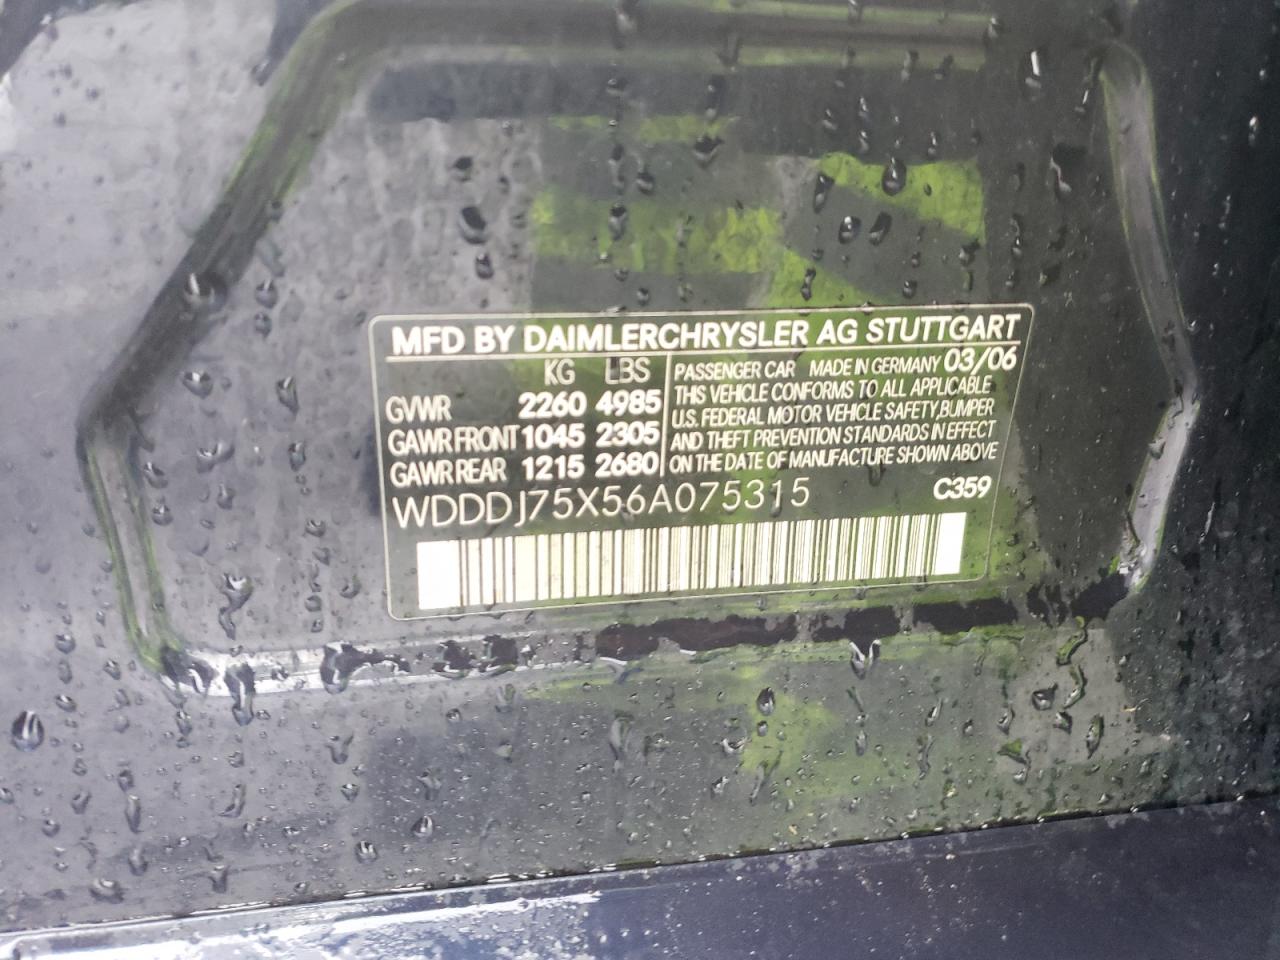 MFD BY DAIMLERCHRYSLER AG STUTTGART
KG LBS
GVWR 2260 4985
GAWR FRONT 1045 2305
GAWR REAR 1215 2680
PASSENGER CAR MADE IN GERMANY 03/06
THIS VEHICLE CONFORMS TO ALL APPLICABLE
U.S. FEDERAL MOTOR VEHICLE SAFETY, BUMPER
AND THEFT PREVENTION STANDARDS IN EFFECT
ON THE DATE OF MANUFACTURE SHOWN ABOVE
WDDDJ75X56A075315 C359